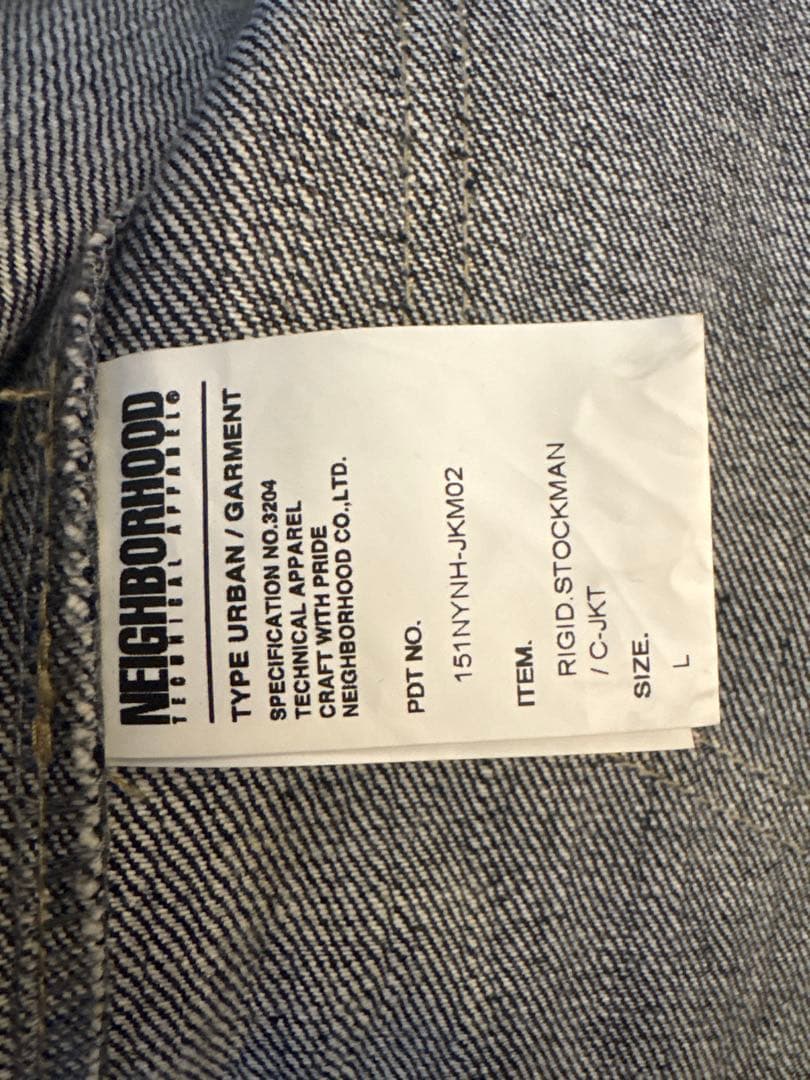 NEIGHBORHOOD
TECHNICAL APPAREL®
TYPE URBAN / GARMENT
SPECIFICATION NO.3204
TECHNICAL APPAREL
CRAFT WITH PRIDE
NEIGHBORHOOD CO.,LTD.
PDT NO.
151NYNH-JKM02
ITEM.
RIGID.STOCKMAN
/ C-JKT
SIZE.
L